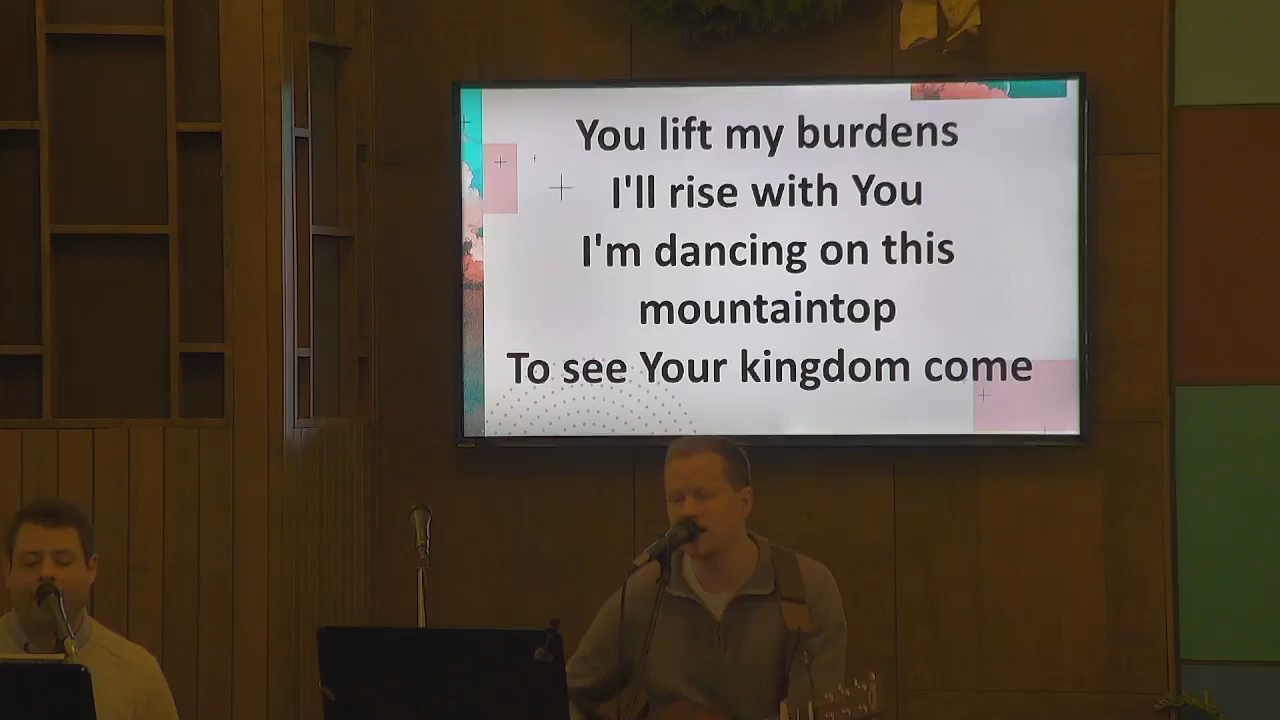 You lift my burdens
I'll rise with You
I'm dancing on this
mountaintop
To see Your kingdom come